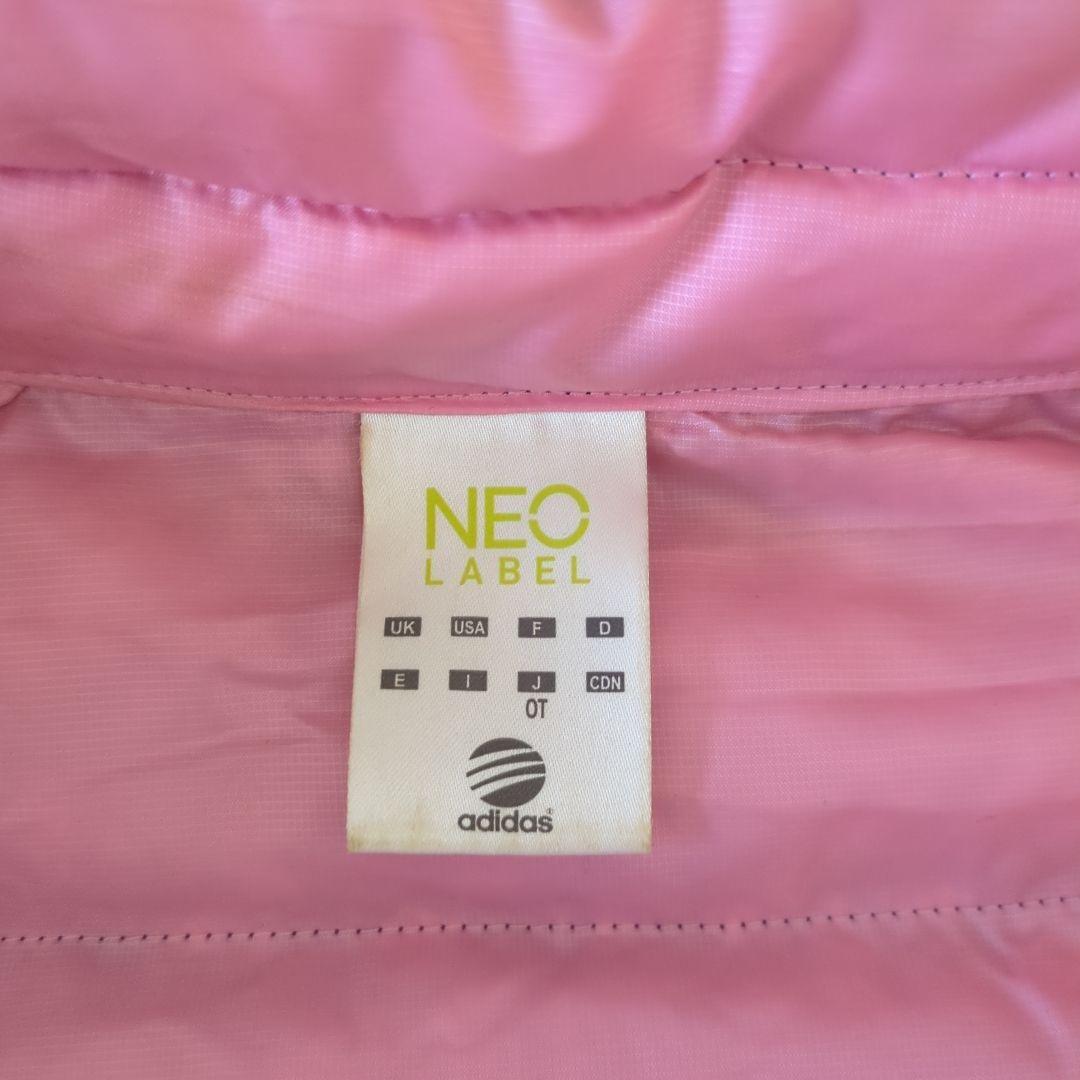 NEO
LABEL
UK USA F D
E I J CDN
OT
adidas®